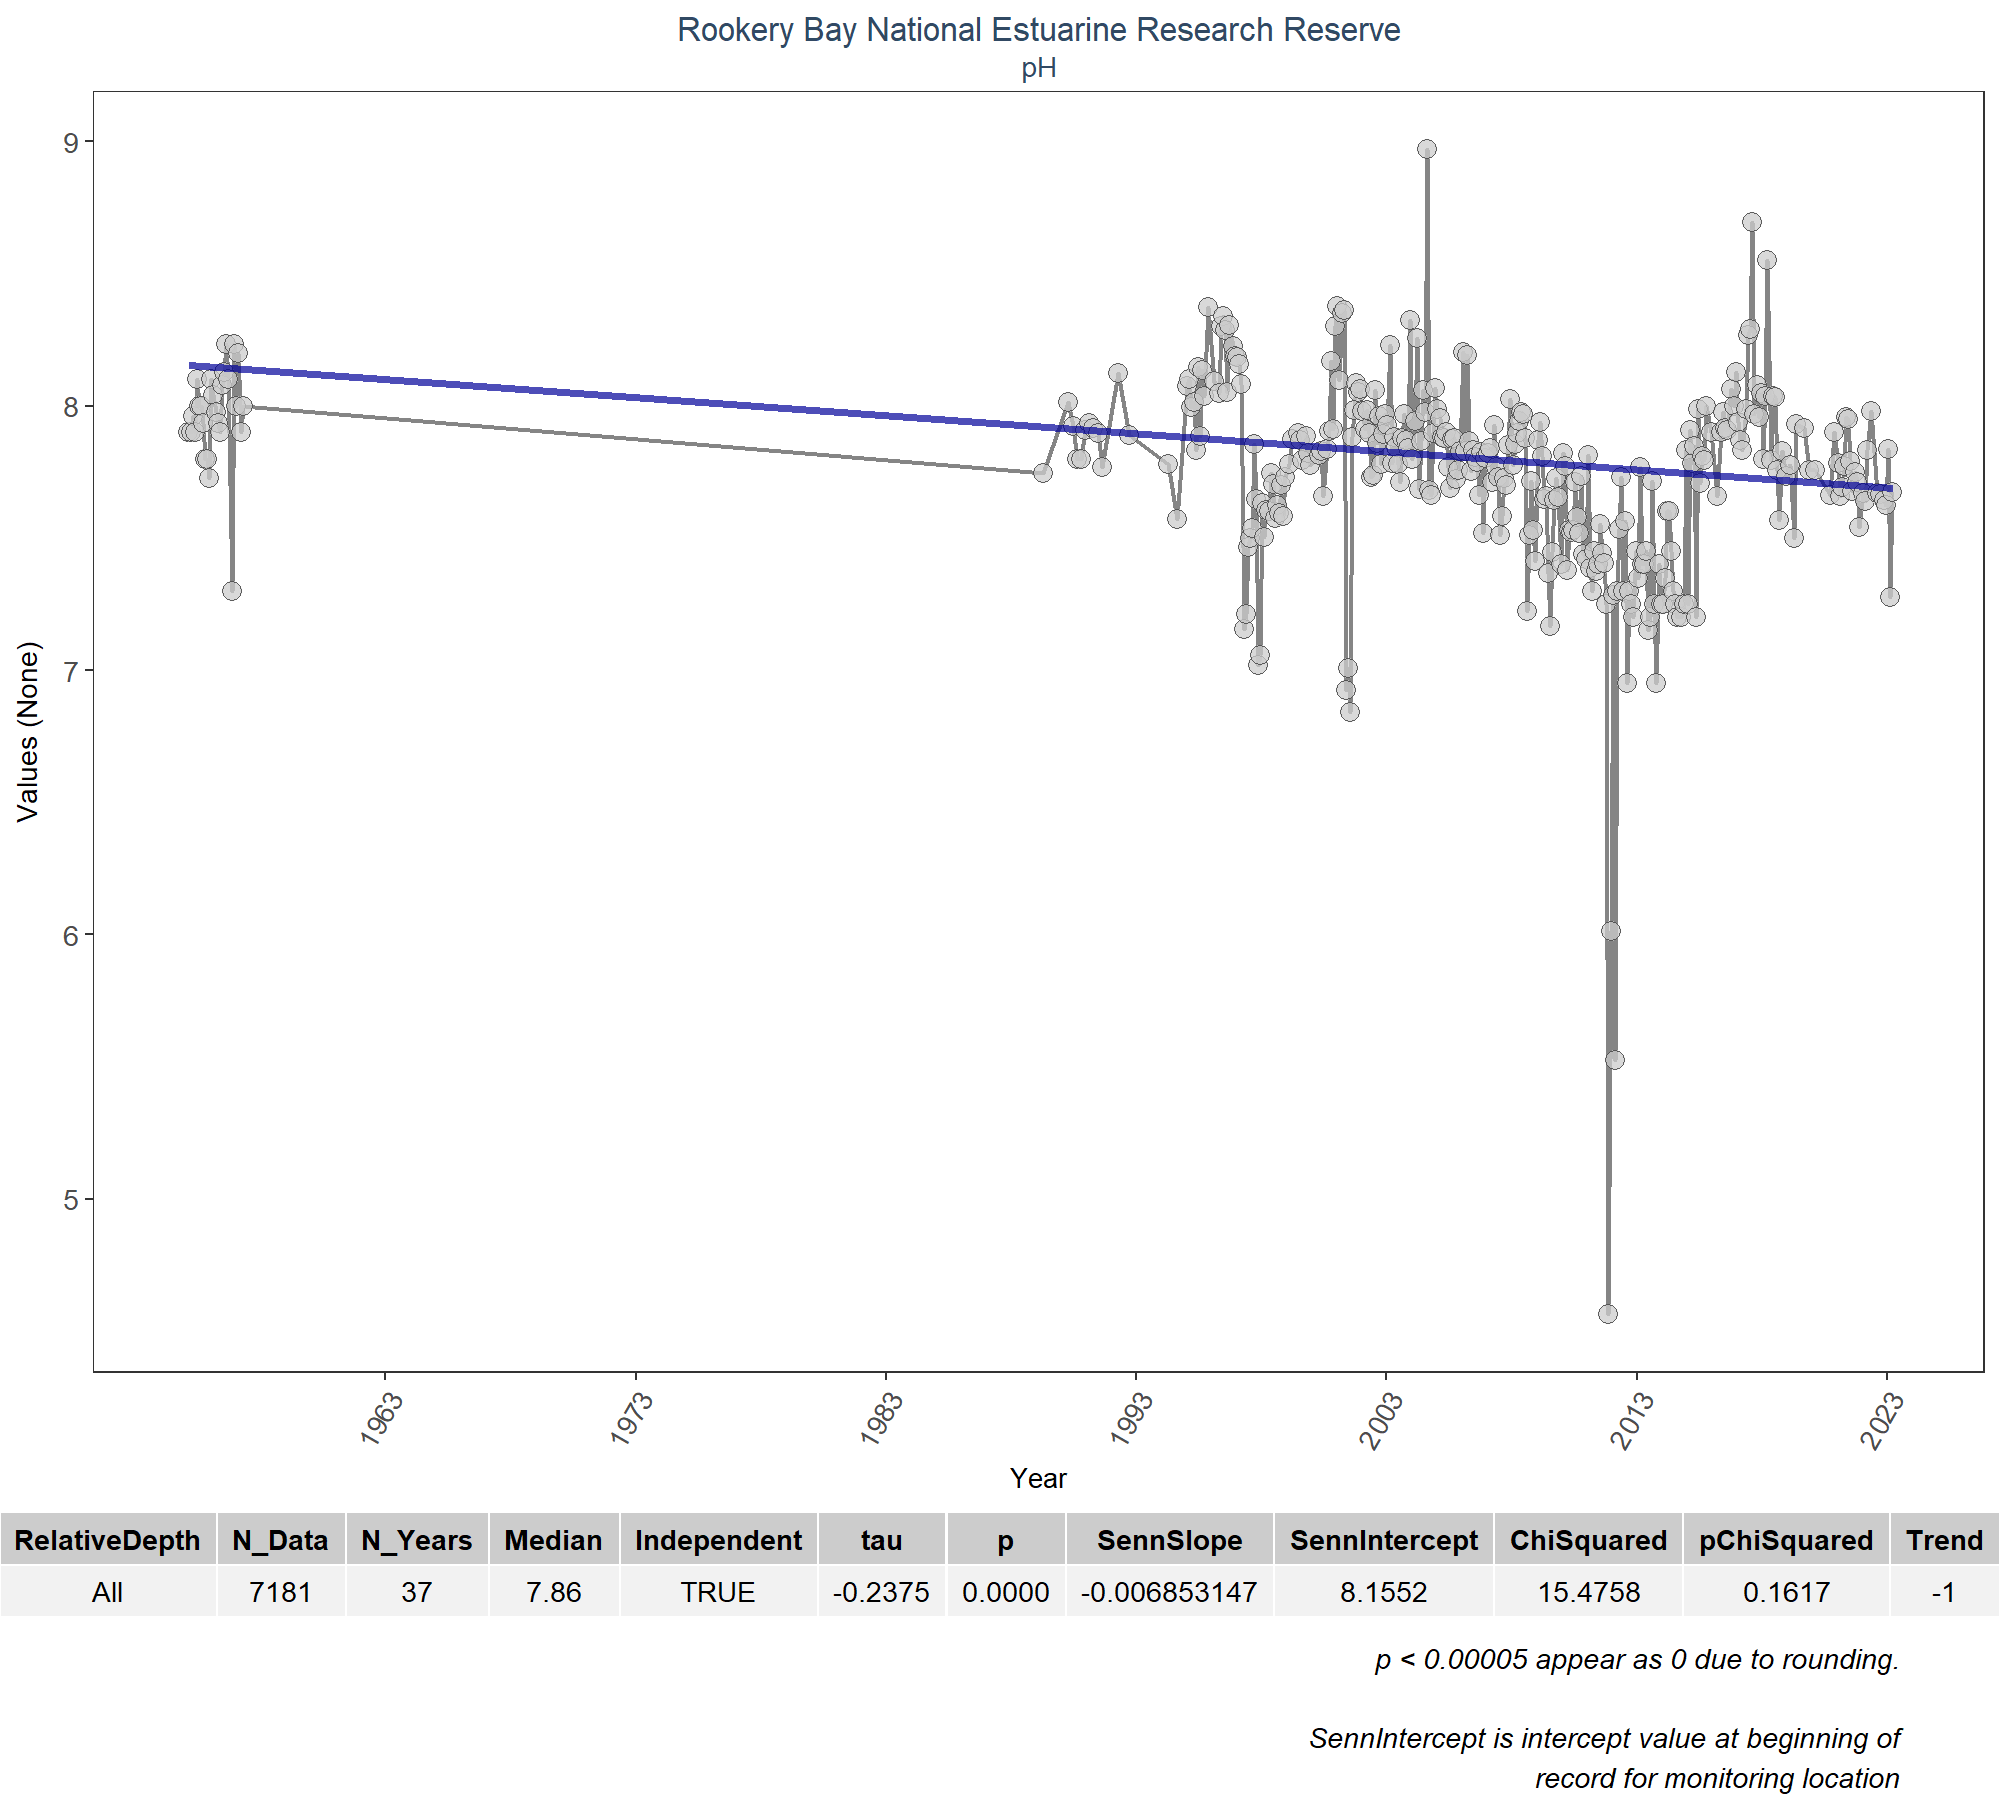 Rookery Bay National Estuarine Research Reserve
pH
9
8
7
6
5
Values (None)
1963 1973 1983 1993 2003 2013 2023
Year
RelativeDepth N_Data N_Years Median Independent tau p SennSlope SennIntercept ChiSquared pChiSquared Trend
All 7181 37 7.86 TRUE -0.2375 0.0000 -0.006853147 8.1552 15.4758 0.1617 -1
p < 0.00005 appear as 0 due to rounding.
SennIntercept is intercept value at beginning of
record for monitoring location